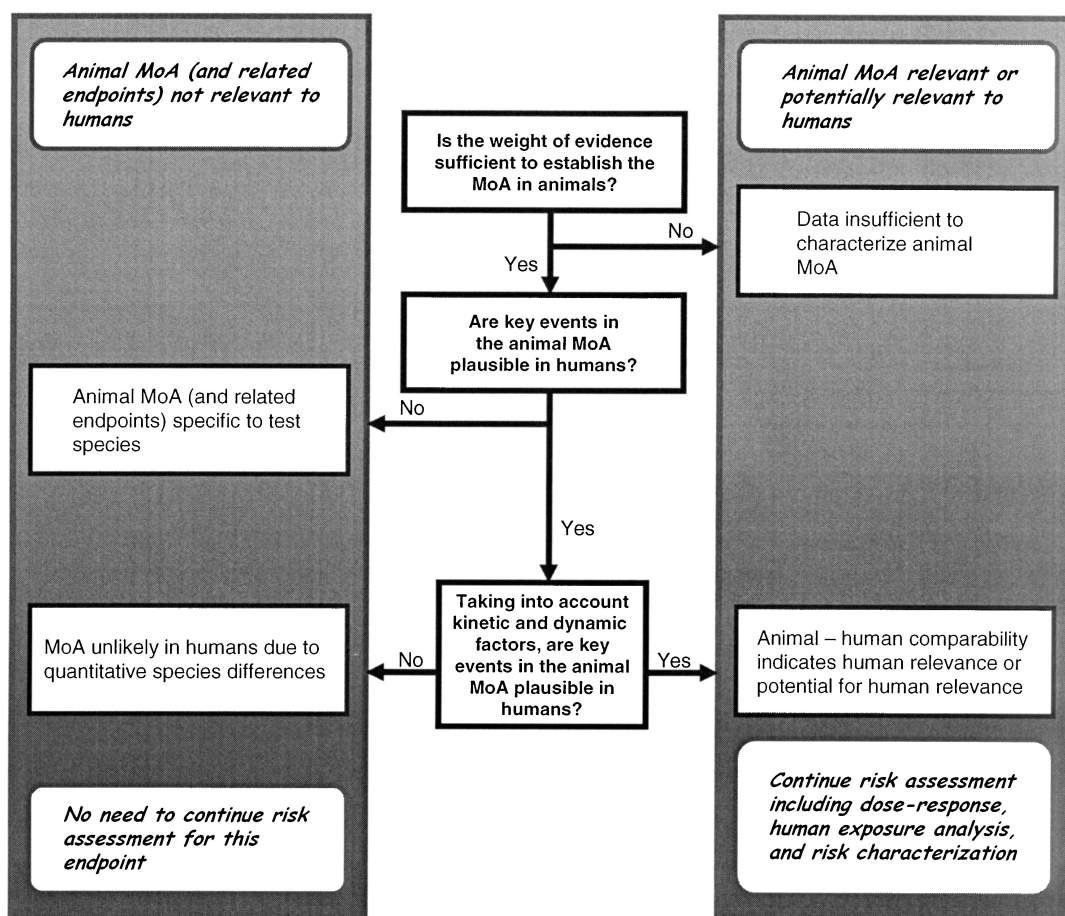 Animal MoA (and related
endpoints) not relevant to
humans
Animal MoA relevant or
potentially relevant to
humans
Is the weight of evidence
sufficient to establish the
MoA in animals?
No
Data insufficient to
characterize animal
MoA
Yes
Are key events in
the animal MoA
plausible in humans?
Animal MoA (and related
endpoints) specific to test
species
No
Yes
Taking into account
kinetic and dynamic
factors, are key
events in the animal
MoA plausible in
humans?
MoA unlikely in humans due to
quantitative species differences
No
Yes
Animal – human comparability
indicates human relevance or
potential for human relevance
No need to continue risk
assessment for this
endpoint
Continue risk assessment
including dose-response,
human exposure analysis,
and risk characterization